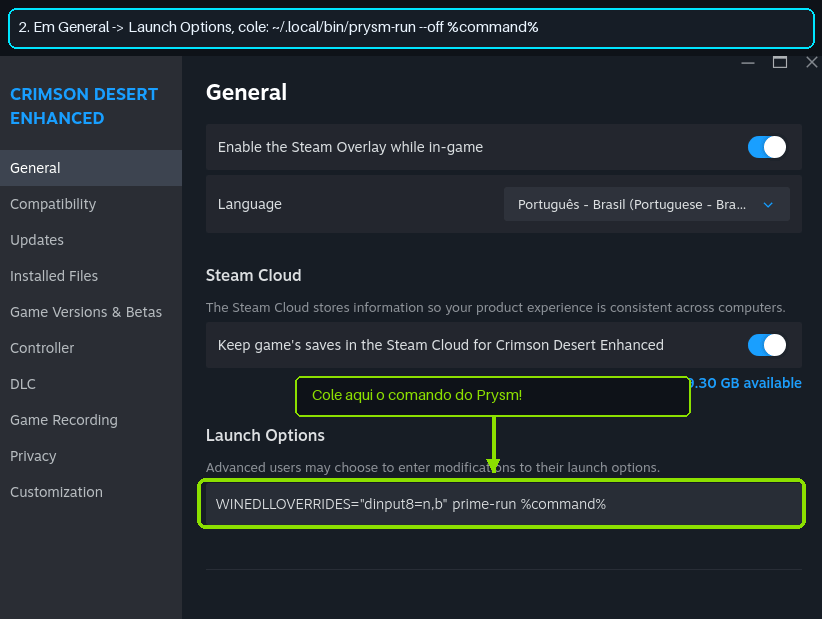 2. Em General -> Launch Options, cole: ~/.local/bin/prysm-run --off %command%
CRIMSON DESERT
ENHANCED
General
Compatibility
Updates
Installed Files
Game Versions & Betas
Controller
DLC
Game Recording
Privacy
Customization
General
Enable the Steam Overlay while in-game
Language
Português - Brasil (Portuguese - Bra...
Steam Cloud
The Steam Cloud stores information so your product experience is consistent across computers.
Keep game's saves in the Steam Cloud for Crimson Desert Enhanced
.30 GB available
Cole aqui o comando do Prysm!
Launch Options
Advanced users may choose to enter modifications to their launch options.
WINEDLLOVERRIDES="dinput8=n,b" prime-run %command%